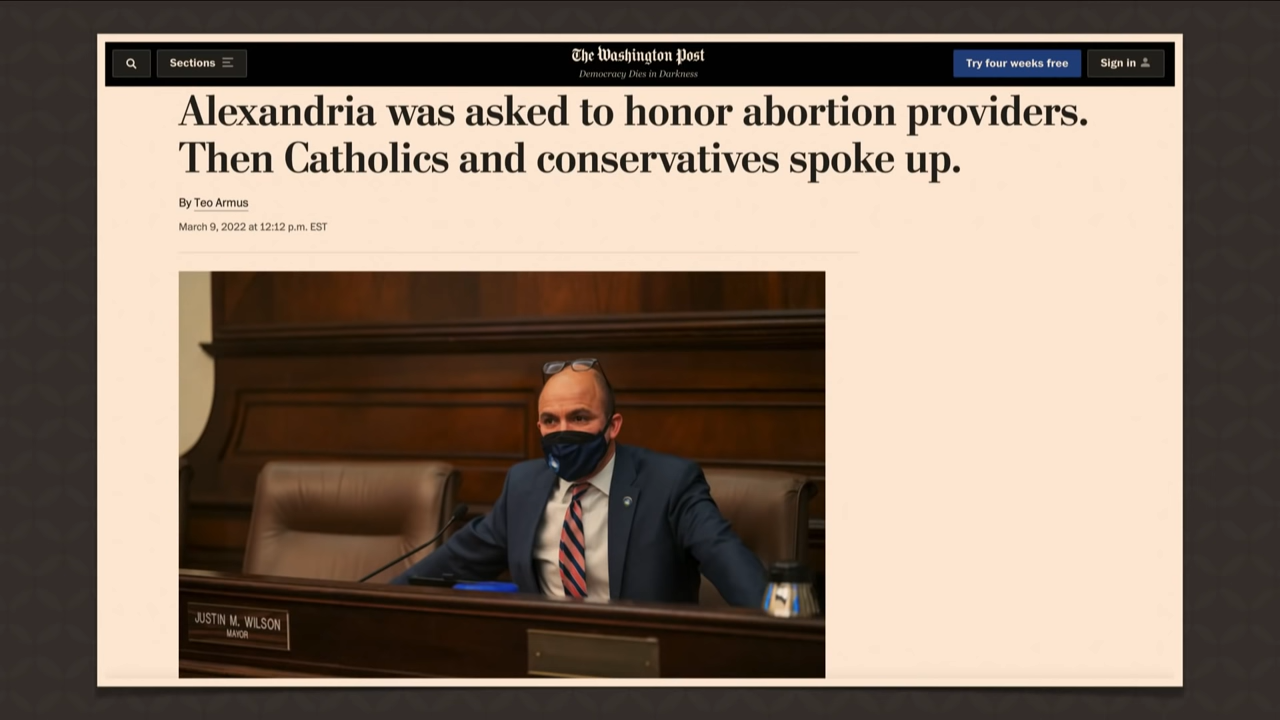 Sections
The Washington Post
Democracy Dies in Darkness
Try four weeks free
Sign in
Alexandria was asked to honor abortion providers.
Then Catholics and conservatives spoke up.
By Teo Armus
March 9, 2022 at 12:12 p.m. EST
JUSTIN M. WILSON
MAYOR